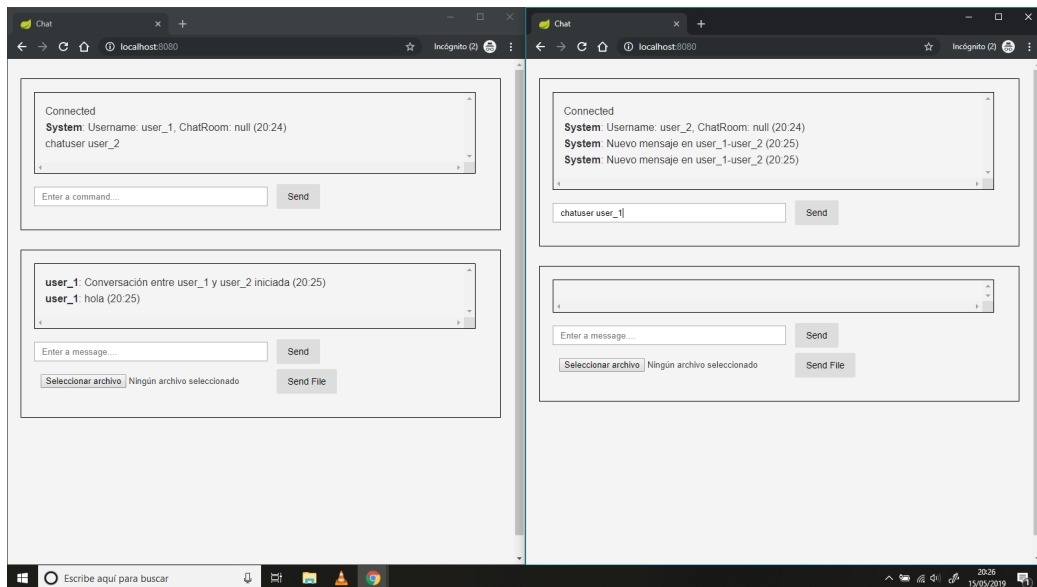 Chat
localhost:8080
Incógnito (2)
Connected
System: Username: user_1, ChatRoom: null (20:24)
chatuser user_2
Enter a command....
Send
user_1: Conversación entre user_1 y user_2 iniciada (20:25)
user_1: hola (20:25)
Enter a message....
Send
Seleccionar archivo Ningún archivo seleccionado
Send File
Chat
localhost:8080
Incógnito (2)
Connected
System: Username: user_2, ChatRoom: null (20:24)
System: Nuevo mensaje en user_1-user_2 (20:25)
System: Nuevo mensaje en user_1-user_2 (20:25)
chatuser user_1
Send
Enter a message....
Send
Seleccionar archivo Ningún archivo seleccionado
Send File
Escribe aquí para buscar
20:26
15/05/2019